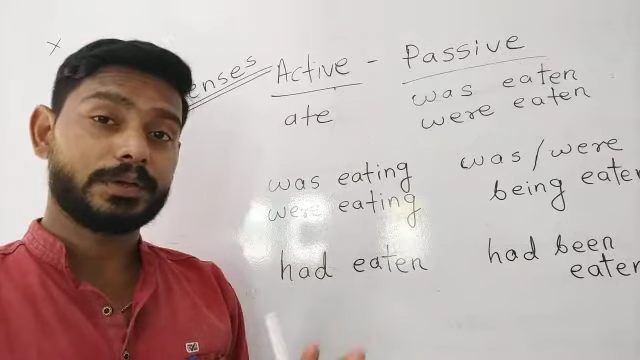 enses Active - Passive
ate was eaten
were eaten
was eating was/were
were eating being eaten
had eaten had been
eaten